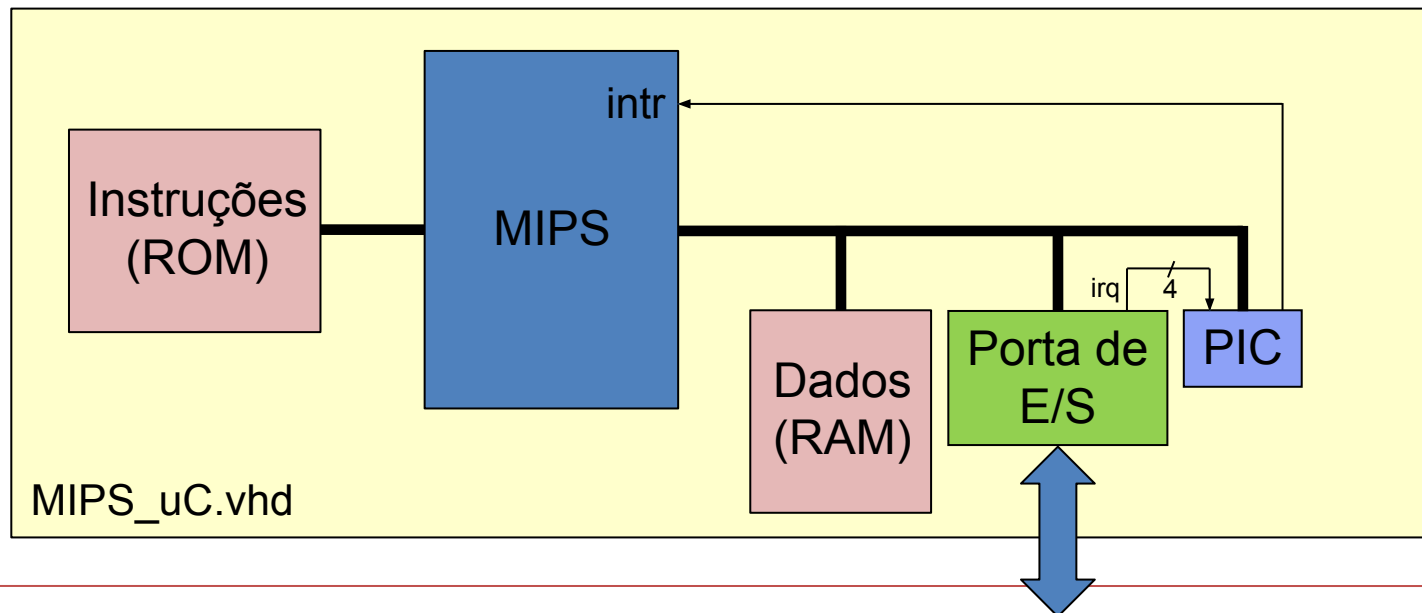 intr
Instruções
(ROM)
MIPS
irq
4
Porta de
E/S
PIC
Dados
(RAM)
MIPS_uC.vhd